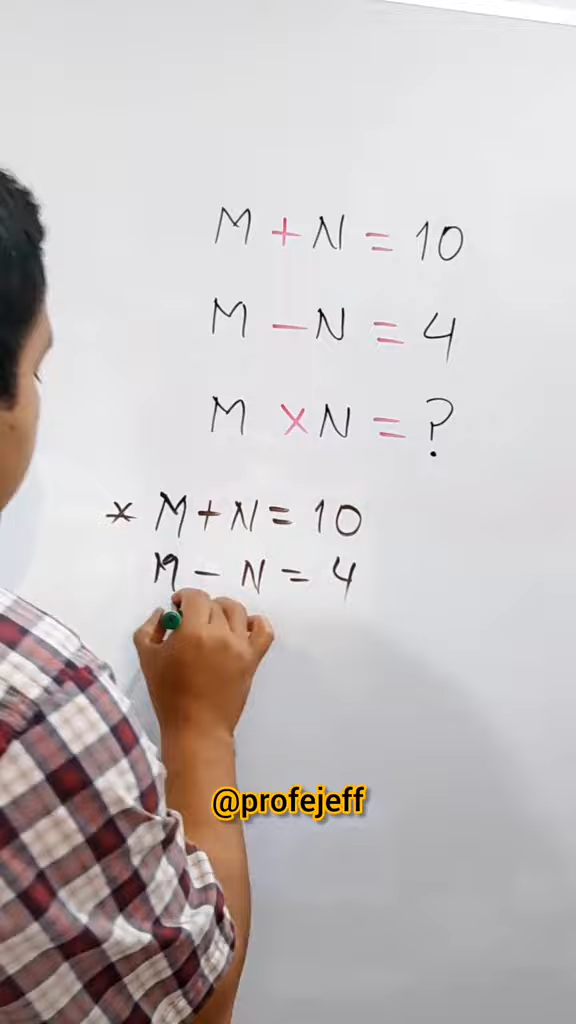 M + N = 10
M - N = 4
M × N = ?
* M + N = 10
M - N = 4
@profejeff